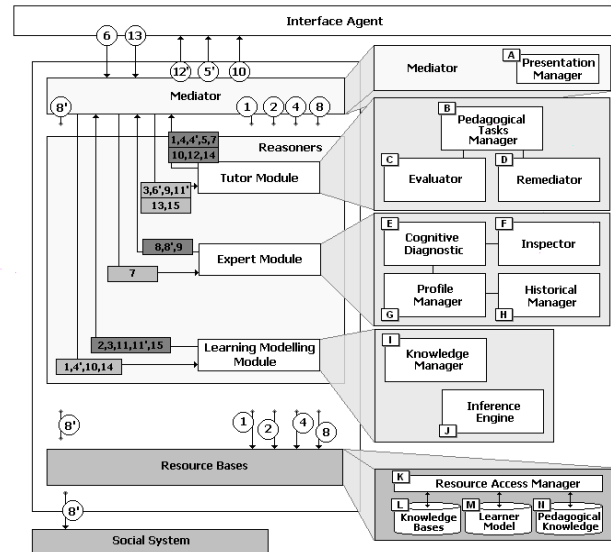 Interface Agent
6
13
12'
5'
10
Mediator
8'
1
2
4
8
Mediator
A
Presentation
Manager
Reasoners
1,4,4',5,7
10,12,14
Tutor Module
3,6',9,11'
13,15
B
Pedagogical
Tasks
Manager
C
Evaluator
D
Remediator
8,8',9
Expert Module
7
E
Cognitive
Diagnostic
F
Inspector
Profile
Manager
G
Historical
Manager
H
2,3,11,11',15
Learning Modelling
Module
1,4',10,14
I
Knowledge
Manager
Inference
Engine
J
8'
1
2
4
8
Resource Bases
K
Resource Access Manager
L
Knowledge
Bases
M
Learner
Model
N
Pedagogical
Knowledge
8'
Social System